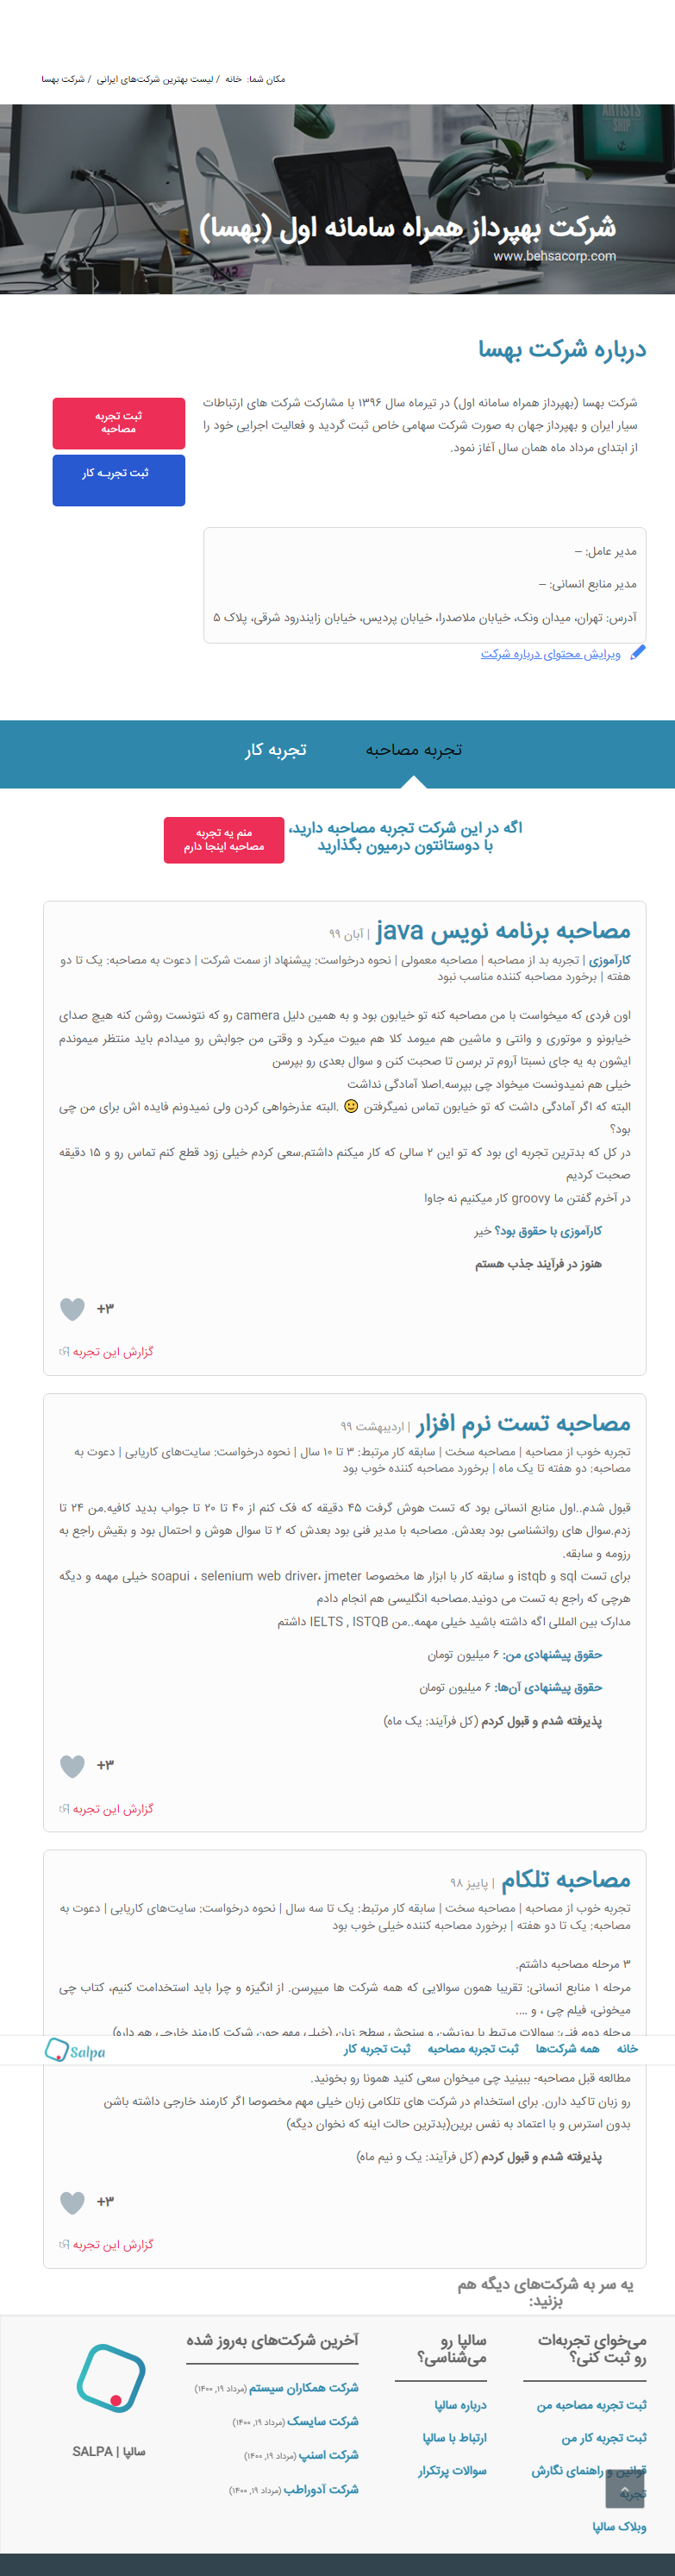 مکان شما: خانه / لیست بهترین شرکت‌های ایرانی / شرکت بهسا
ARTISTS
شرکت بهپرداز همراه سامانه اول (بهسا)
www.behsacorp.com
درباره شرکت بهسا
شرکت بهسا (بهپرداز همراه سامانه اول) در تیرماه سال ۱۳۹۶ با مشارکت شرکت های ارتباطات
سیار ایران و بهپرداز جهان به صورت شرکت سهامی خاص ثبت گردید و فعالیت اجرایی خود را
از ابتدای مرداد ماه همان سال آغاز نمود.
ثبت تجربه
مصاحبه
ثبت تجربـه کار
مدیر عامل: –
مدیر منابع انسانی: –
آدرس: تهران، میدان ونک، خیابان ملاصدرا، خیابان پردیس، خیابان زایندرود شرقی، پلاک ۵
ویرایش محتوای درباره شرکت
تجربه مصاحبه
تجربه کار
اگه در این شرکت تجربه مصاحبه دارید،
با دوستانتون درمیون بگذارید
منم یه تجربه
مصاحبه اینجا دارم
مصاحبه برنامه نویس java | آبان ۹۹
کارآموزی | تجربه بد از مصاحبه | مصاحبه معمولی | نحوه درخواست: پیشنهاد از سمت شرکت | دعوت به مصاحبه: یک تا دو
هفته | برخورد مصاحبه کننده مناسب نبود
اون فردی که میخواست با من مصاحبه کنه تو خیابون بود و به همین دلیل camera رو که نتونست روشن کنه هیچ صدای
خیابونو و موتوری و وانتی و ماشین هم میومد کلا هم میوت میکرد و وقتی من جوابش رو میدادم باید منتظر میموندم
ایشون به یه جای نسبتا آروم تر برسن تا صحبت کنن و سوال بعدی رو بپرسن
خیلی هم نمیدونست میخواد چی بپرسه.اصلا آمادگی نداشت
البته که اگر آمادگی داشت که تو خیابون تماس نمیگرفتن 🙂 .البته عذرخواهی کردن ولی نمیدونم فایده اش برای من چی
بود؟
در کل که بدترین تجربه ای بود که تو این ۲ سالی که کار میکنم داشتم.سعی کردم خیلی زود قطع کنم تماس رو و ۱۵ دقیقه
صحبت کردیم
در آخرم گفتن ما groovy کار میکنیم نه جاوا
کارآموزی با حقوق بود؟ خیر
هنوز در فرآیند جذب هستم
+۳
گزارش این تجربه
مصاحبه تست نرم افزار | اردیبهشت ۹۹
تجربه خوب از مصاحبه | مصاحبه سخت | سابقه کار مرتبط: ۳ تا ۱۰ سال | نحوه درخواست: سایت‌های کاریابی | دعوت به
مصاحبه: دو هفته تا یک ماه | برخورد مصاحبه کننده خوب بود
قبول شدم..اول منابع انسانی بود که تست هوش گرفت ۴۵ دقیقه که فک کنم از ۴۰ تا ۲۰ تا جواب بدید کافیه.من ۲۴ تا
زدم.سوال های روانشناسی بود بعدش. مصاحبه با مدیر فنی بود بعدش که ۲ تا سوال هوش و احتمال بود و بقیش راجع به
رزومه و سابقه.
برای تست sql و istqb و سابقه کار با ابزار ها مخصوصا soapui ، selenium web driver، jmeter خیلی مهمه و دیگه
هرچی که راجع به تست می دونید.مصاحبه انگلیسی هم انجام دادم
مدارک بین المللی اگه داشته باشید خیلی مهمه..من IELTS , ISTQB داشتم
حقوق پیشنهادی من: ۶ میلیون تومان
حقوق پیشنهادی آن‌ها: ۶ میلیون تومان
پذیرفته شدم و قبول کردم (کل فرآیند: یک ماه)
+۳
گزارش این تجربه
مصاحبه تلکام | پاییز ۹۸
تجربه خوب از مصاحبه | مصاحبه سخت | سابقه کار مرتبط: یک تا سه سال | نحوه درخواست: سایت‌های کاریابی | دعوت به
مصاحبه: یک تا دو هفته | برخورد مصاحبه کننده خیلی خوب بود
۳ مرحله مصاحبه داشتم.
مرحله ۱ منابع انسانی: تقریبا همون سوالایی که همه شرکت ها میپرسن. از انگیزه و چرا باید استخدامت کنیم، کتاب چی
میخونی، فیلم چی ، و ....
مرحله دوم فنی: سوالات مرتبط با پوزیشن و سنجش سطح زبان (خیلی مهم چون شرکت کارمند خارجی هم داره)
خانه همه شرکت‌ها ثبت تجربه مصاحبه ثبت تجربه کار
Salpa
مطالعه قبل مصاحبه- ببینید چی میخوان سعی کنید همونا رو بخونید.
رو زبان تاکید دارن. برای استخدام در شرکت های تلکامی زبان خیلی مهم مخصوصا اگر کارمند خارجی داشته باشن
بدون استرس و با اعتماد به نفس برین(بدترین حالت اینه که نخوان دیگه)
پذیرفته شدم و قبول کردم (کل فرآیند: یک و نیم ماه)
+۳
گزارش این تجربه
یه سر به شرکت‌های دیگه هم
بزنید:
می‌خوای تجربه‌ات
رو ثبت کنی؟
ثبت تجربه مصاحبه من
ثبت تجربه کار من
قوانین و راهنمای نگارش
تجربه
وبلاگ سالپا
سالپا رو
می‌شناسی؟
درباره سالپا
ارتباط با سالپا
سوالات پرتکرار
آخرین شرکت‌های به‌روز شده
شرکت همکاران سیستم (مرداد ۱۹, ۱۴۰۰)
شرکت سایسک (مرداد ۱۹, ۱۴۰۰)
شرکت اسنپ (مرداد ۱۹, ۱۴۰۰)
شرکت آدوراطب (مرداد ۱۹, ۱۴۰۰)
سالپا | SALPA